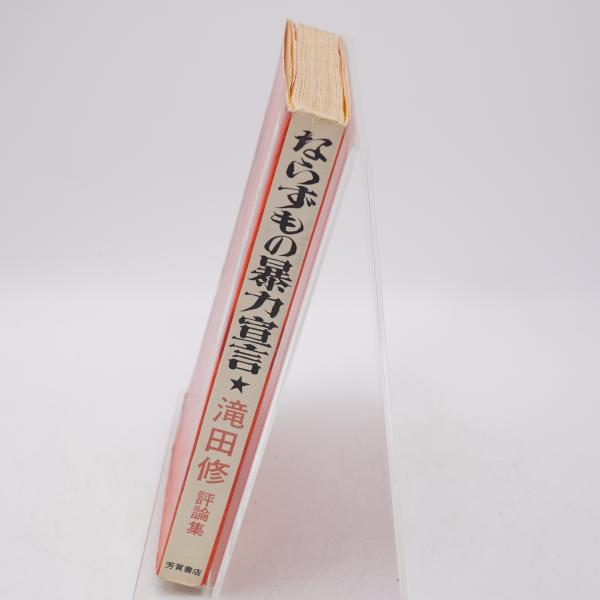 ならずもの暴力宣言★
滝田修
評論集
芳賀書店